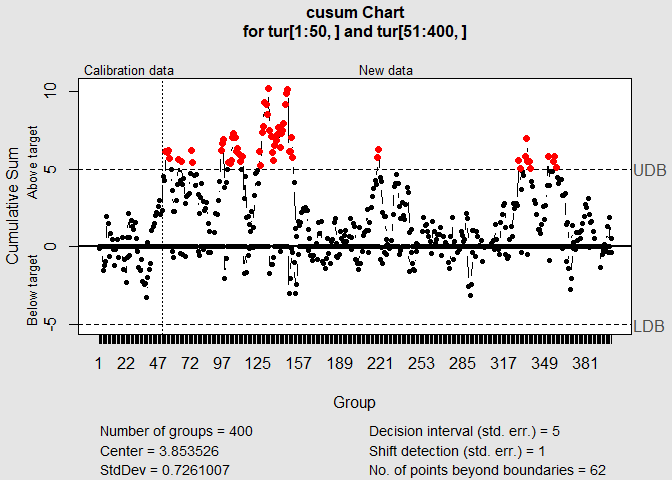 cusum Chart
for tur[1:50, ] and tur[51:400, ]
Calibration data New data
Cumulative Sum
Above target
Below target
10
5
0
-5
UDB
LDB
1 22 47 72 97 125 157 189 221 253 285 317 349 381
Group
Number of groups = 400 Decision interval (std. err.) = 5
Center = 3.853526 Shift detection (std. err.) = 1
StdDev = 0.7261007 No. of points beyond boundaries = 62